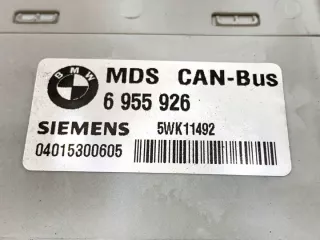 BMW
MDS CAN-Bus
6 955 926
SIEMENS 5WK11492
04015300605